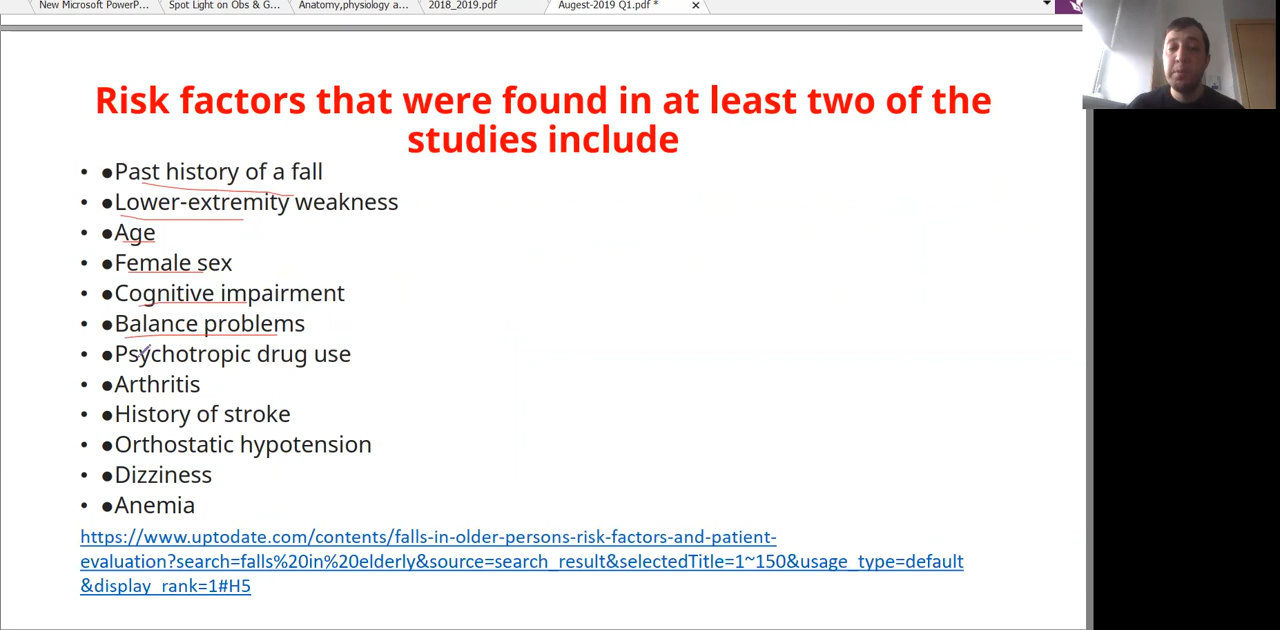 New Microsoft PowerP... Spot Light on Obs & G... Anatomy,physiology a... 2018_2019.pdf Augest-2019 Q1.pdf *
Risk factors that were found in at least two of the
studies include
• ●Past history of a fall
• ●Lower-extremity weakness
• ●Age
• ●Female sex
• ●Cognitive impairment
• ●Balance problems
• ●Psychotropic drug use
• ●Arthritis
• ●History of stroke
• ●Orthostatic hypotension
• ●Dizziness
• ●Anemia
https://www.uptodate.com/contents/falls-in-older-persons-risk-factors-and-patient-
evaluation?search=falls%20in%20elderly&source=search_result&selectedTitle=1~150&usage_type=default
&display_rank=1#H5